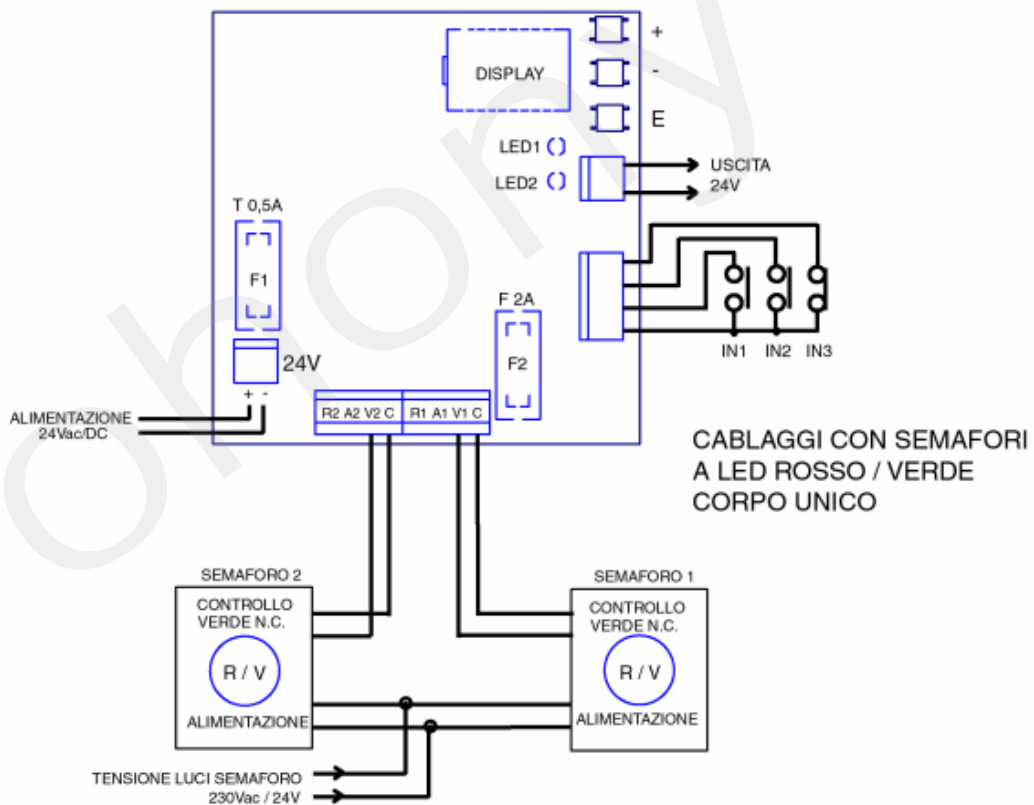 +
DISPLAY
-
E
LED1
LED2
USCITA
24V
T 0,5A
F1
F 2A
F2
IN1 IN2 IN3
24V
+ -
ALIMENTAZIONE
24Vac/DC
R2 A2 V2 C R1 A1 V1 C
CABLAGGI CON SEMAFORI
A LED ROSSO / VERDE
CORPO UNICO
SEMAFORO 2
CONTROLLO
VERDE N.C.
R / V
ALIMENTAZIONE
SEMAFORO 1
CONTROLLO
VERDE N.C.
R / V
ALIMENTAZIONE
TENSIONE LUCI SEMAFORO
230Vac / 24V
ohony